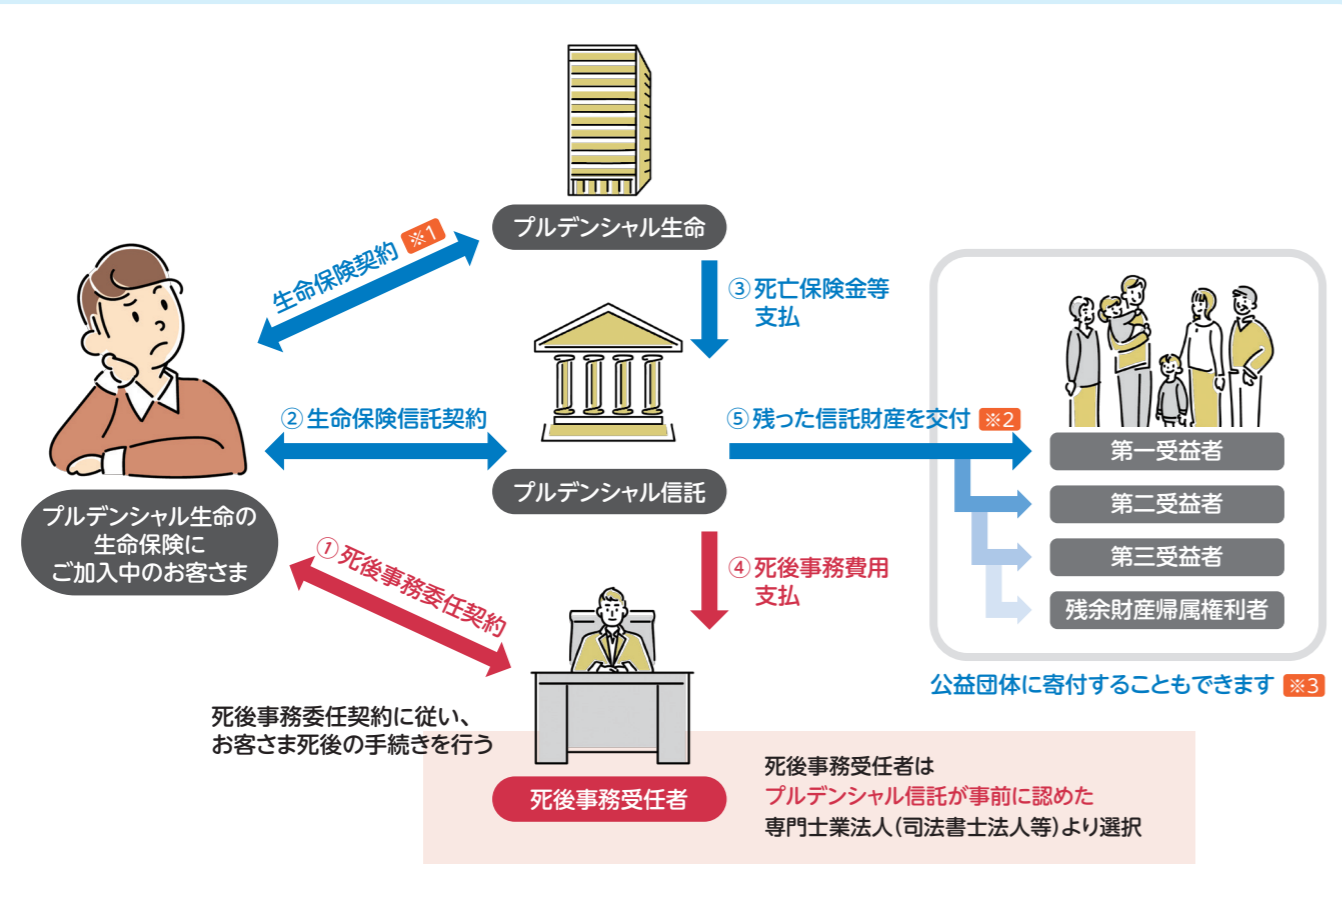 プルデンシャル生命
生命保険契約 ※1
③死亡保険金等
支払
②生命保険信託契約
プルデンシャル信託
⑤残った信託財産を交付 ※2
第一受益者
第二受益者
第三受益者
残余財産帰属権利者
公益団体に寄付することもできます ※3
プルデンシャル生命の
生命保険に
ご加入中のお客さま
①死後事務委任契約
④死後事務費用
支払
死後事務委任契約に従い、
お客さま死後の手続きを行う
死後事務受任者
死後事務受任者は
プルデンシャル信託が事前に認めた
専門士業法人(司法書士法人等)より選択